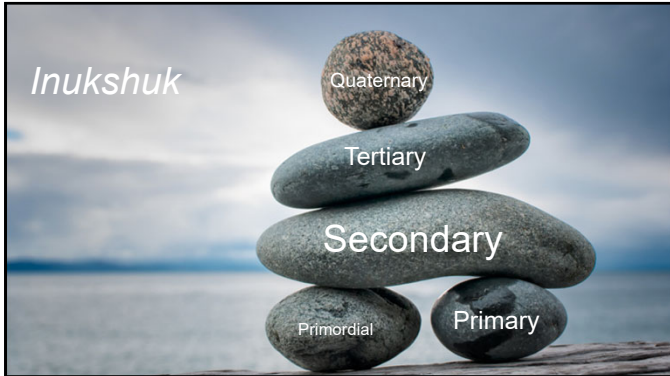 Inukshuk
Quaternary
Tertiary
Secondary
Primordial
Primary